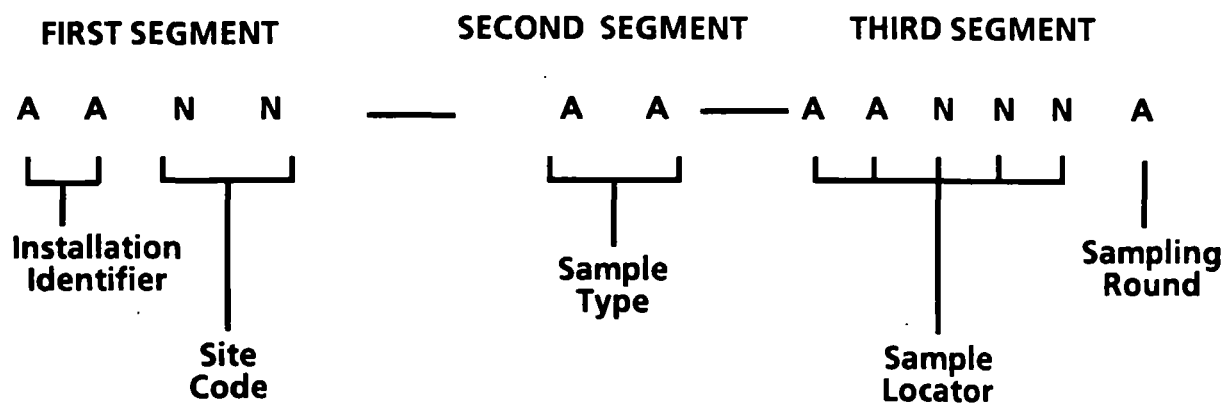 FIRST SEGMENT SECOND SEGMENT THIRD SEGMENT
A A N N — A A — A A N N N A
Installation
Identifier
Site
Code
Sample
Type
Sample
Locator
Sampling
Round